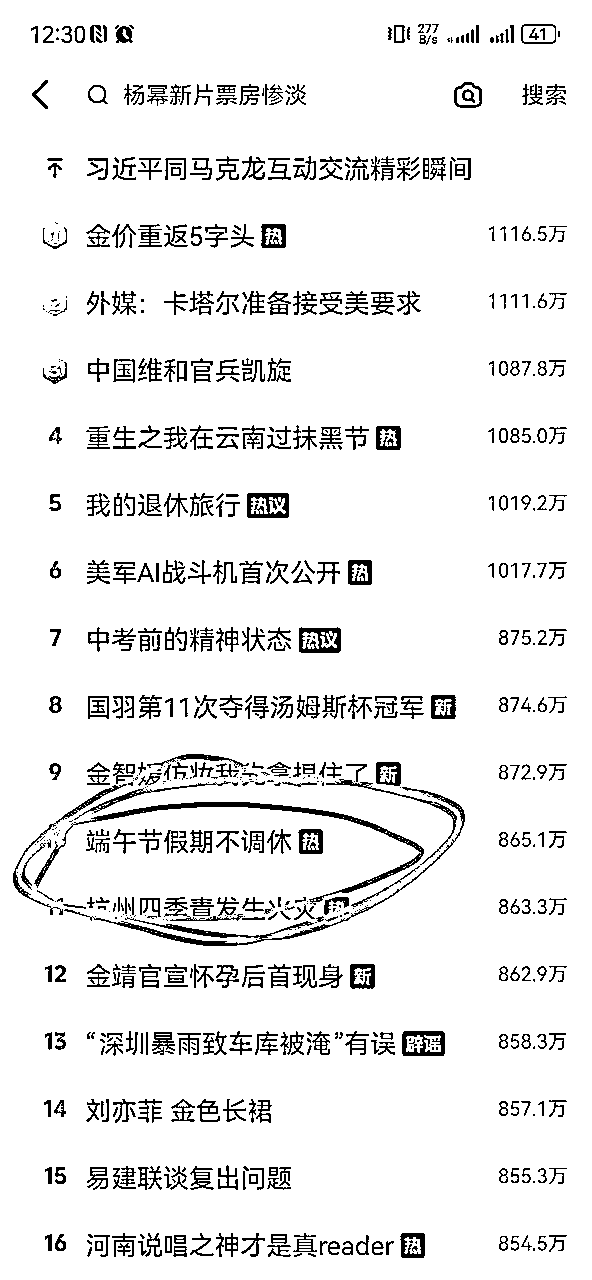 12:30 277 B/s 41
杨幂新片票房惨淡 搜索
习近平同马克龙互动交流精彩瞬间
金价重返5字头 热 1116.5万
外媒：卡塔尔准备接受美要求 1111.6万
3 中国维和官兵凯旋 1087.8万
4 重生之我在云南过抹黑节 热 1085.0万
5 我的退休旅行 热议 1019.2万
6 美军AI战斗机首次公开 热 1017.7万
7 中考前的精神状态 热议 875.2万
8 国羽第11次夺得汤姆斯杯冠军 新 874.6万
9 金智媛仿妆我先拿捏住了 新 872.9万
端午节假期不调休 热 865.1万
11 杭州四季青发生火灾 热 863.3万
12 金靖官宣怀孕后首现身 新 862.9万
13 “深圳暴雨致车库被淹”有误 辟谣 858.3万
14 刘亦菲 金色长裙 857.1万
15 易建联谈复出问题 855.3万
16 河南说唱之神才是真reader 热 854.5万